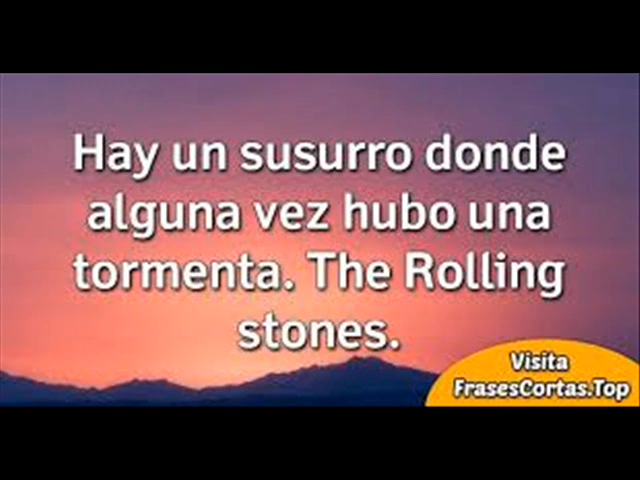 Hay un susurro donde
alguna vez hubo una
tormenta. The Rolling
stones.
Visita
FrasesCortas.Top